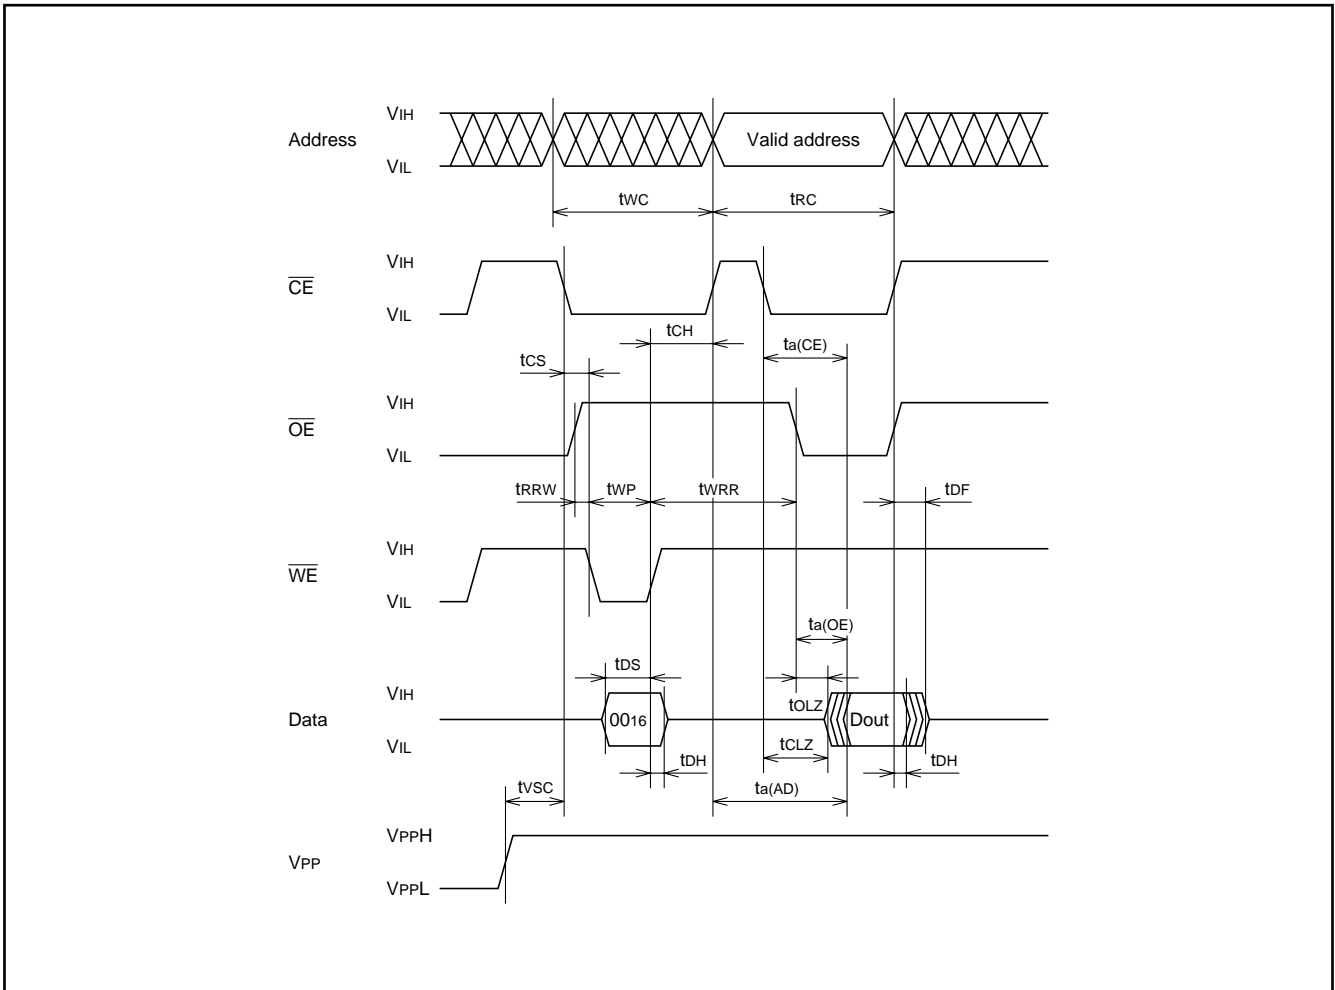 VIH
Address
Valid address
VIL
tWC
tRC
VIH
CE
VIL
tCH
ta(CE)
tCS
VIH
OE
VIL
tRRW
tWP
tWRR
tDF
VIH
WE
VIL
ta(OE)
tDS
VIH
tOLZ
Data
0016
Dout
VIL
tCLZ
tDH
tDH
tVSC
ta(AD)
VPPH
VPP
VPPL